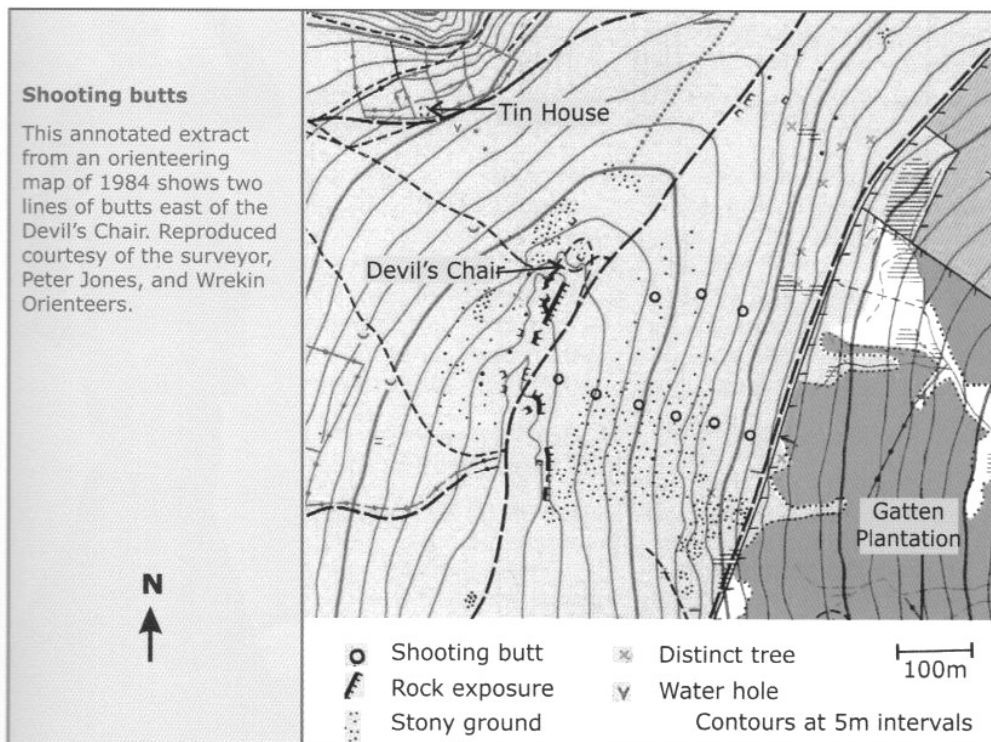 Shooting butts
This annotated extract
from an orienteering
map of 1984 shows two
lines of butts east of the
Devil's Chair. Reproduced
courtesy of the surveyor,
Peter Jones, and Wrekin
Orienteers.
N
Tin House
Devil's Chair
Gatten
Plantation
Shooting butt
Rock exposure
Stony ground
Distinct tree
Water hole
100m
Contours at 5m intervals